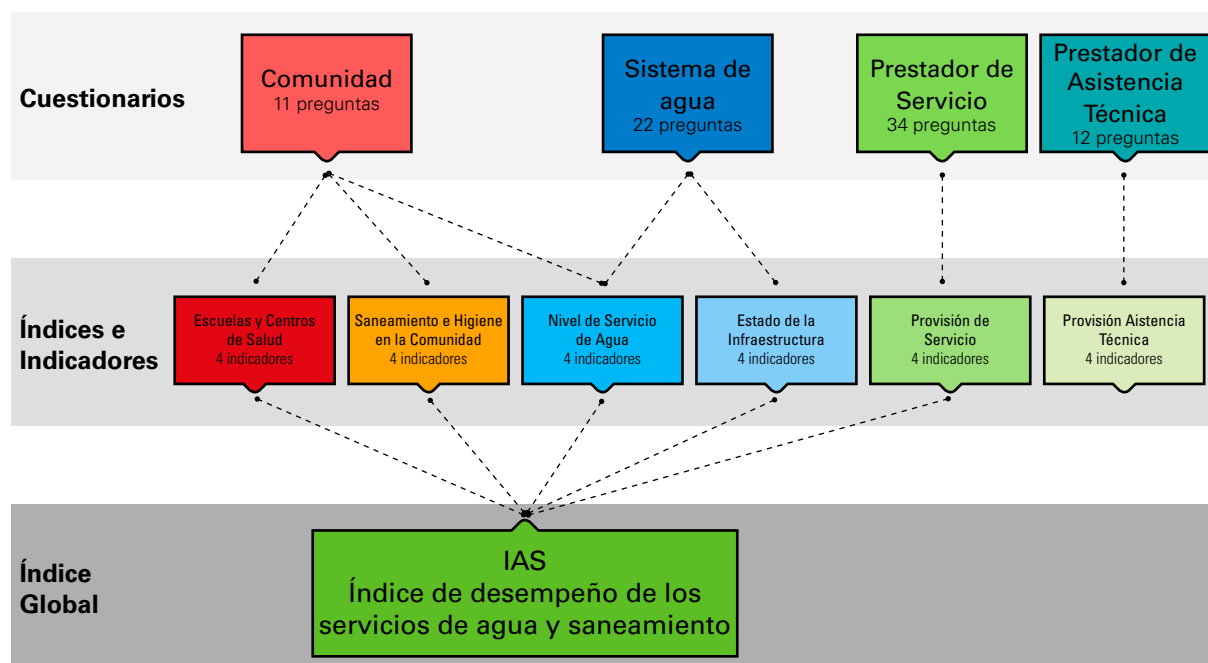 Cuestionarios
Comunidad
11 preguntas
Sistema de
agua
22 preguntas
Prestador de
Servicio
34 preguntas
Prestador de
Asistencia
Técnica
12 preguntas
Índices e
Indicadores
Escuelas y Centros
de Salud
4 indicadores
Saneamiento e Higiene
en la Comunidad
4 indicadores
Nivel de Servicio
de Agua
4 indicadores
Estado de la
Infraestructura
4 indicadores
Provisión de
Servicio
4 indicadores
Provisión Aistencia
Técnica
4 indicadores
Índice
Global
IAS
Índice de desempeño de los
servicios de agua y saneamiento